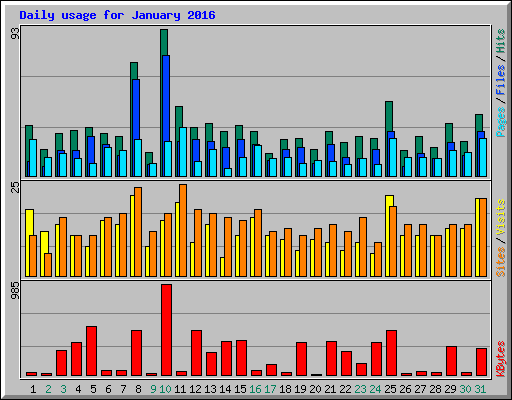 Daily usage for January 2016
93
25
985
Pages / Files / Hits
Sites / Visits
KBytes
1 2 3 4 5 6 7 8 9 10 11 12 13 14 15 16 17 18 19 20 21 22 23 24 25 26 27 28 29 30 31